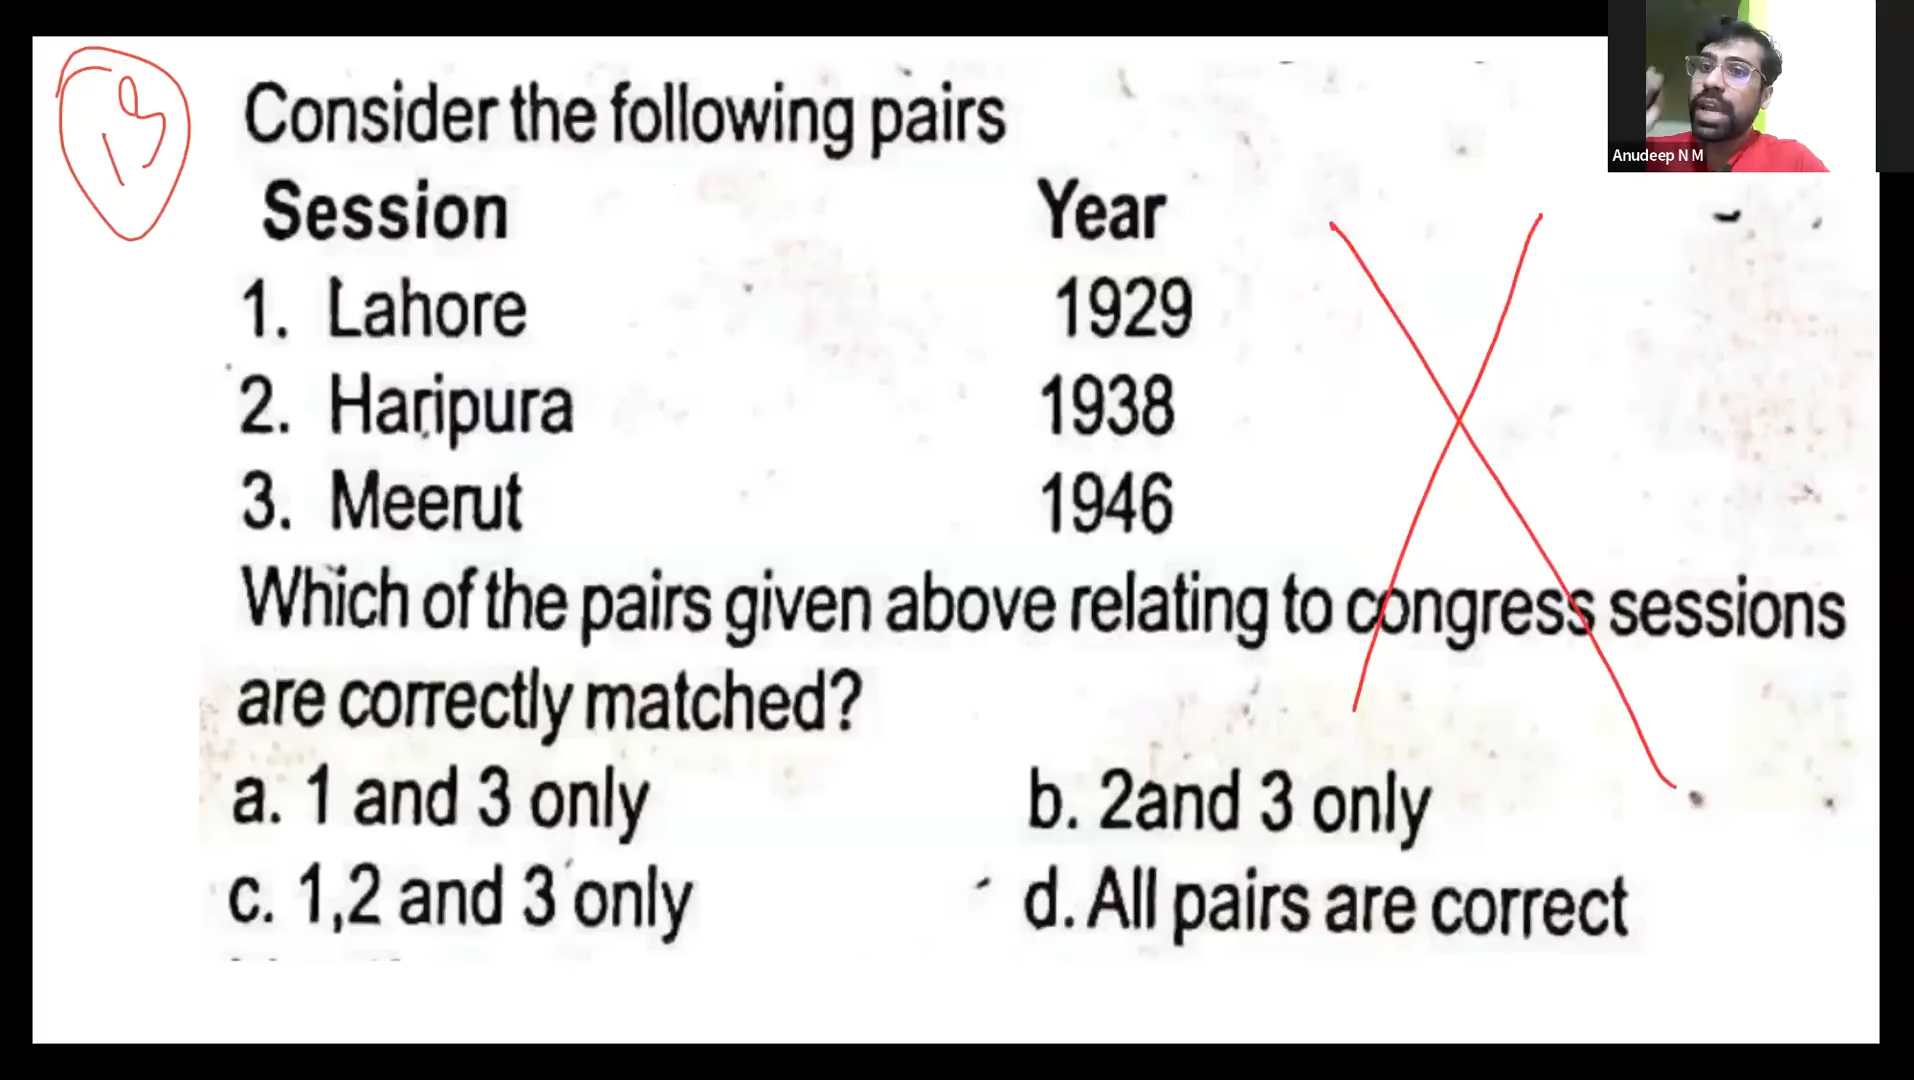 Anudeep N M
Consider the following pairs
Session Year
1. Lahore 1929
2. Haripura 1938
3. Meerut 1946
Which of the pairs given above relating to congress sessions
are correctly matched?
a. 1 and 3 only b. 2and 3 only
c. 1,2 and 3 only d. All pairs are correct